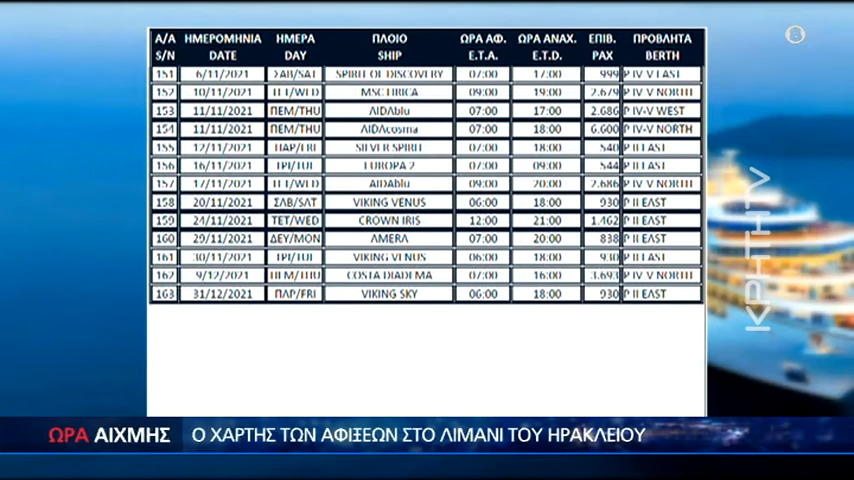 Α/Α ΗΜΕΡΟΜΗΝΙΑ ΗΜΕΡΑ ΠΛΟΙΟ ΩΡΑ ΑΦ. ΩΡΑ ΑΝΑΧ. ΕΠΙΒ. ΠΡΟΒΛΗΤΑ
S/N DATE DAY SHIP E.T.A. E.T.D. PAX BERTH
151 6/11/2021 ΣΑΒ/SAT SPIRIT OF DISCOVERY 07:00 17:00 999 P IV V EAST
152 10/11/2021 ΤΕΤ/WED MSC LIRICA 09:00 19:00 2.679 P IV V NORTH
153 11/11/2021 ΠΕΜ/THU AIDAblu 07:00 17:00 2.686 P IV-V WEST
154 11/11/2021 ΠΕΜ/THU AIDAcosma 07:00 18:00 6.600 P IV-V NORTH
155 12/11/2021 ΠΑΡ/FRI SILVER SPIRIT 07:00 18:00 540 P II EAST
156 16/11/2021 ΤΡΙ/TUE EUROPA 2 07:00 09:00 544 P II EAST
157 17/11/2021 ΤΕΤ/WED AIDAblu 09:00 20:00 2.686 P IV V NORTH
158 20/11/2021 ΣΑΒ/SAT VIKING VENUS 06:00 18:00 930 P II EAST
159 24/11/2021 ΤΕΤ/WED CROWN IRIS 12:00 21:00 1.462 P II EAST
160 29/11/2021 ΔΕΥ/MON AMERA 07:00 20:00 838 P II EAST
161 30/11/2021 ΤΡΙ/TUE VIKING VENUS 06:00 18:00 930 P II EAST
162 9/12/2021 ΠΕΜ/THU COSTA DIADEMA 07:00 16:00 3.693 P IV V NORTH
163 31/12/2021 ΠΑΡ/FRI VIKING SKY 06:00 18:00 930 P II EAST
ΚΡΗΤΗ TV
ΩΡΑ ΑΙΧΜΗΣ Ο ΧΑΡΤΗΣ ΤΩΝ ΑΦΙΞΕΩΝ ΣΤΟ ΛΙΜΑΝΙ ΤΟΥ ΗΡΑΚΛΕΙΟΥ